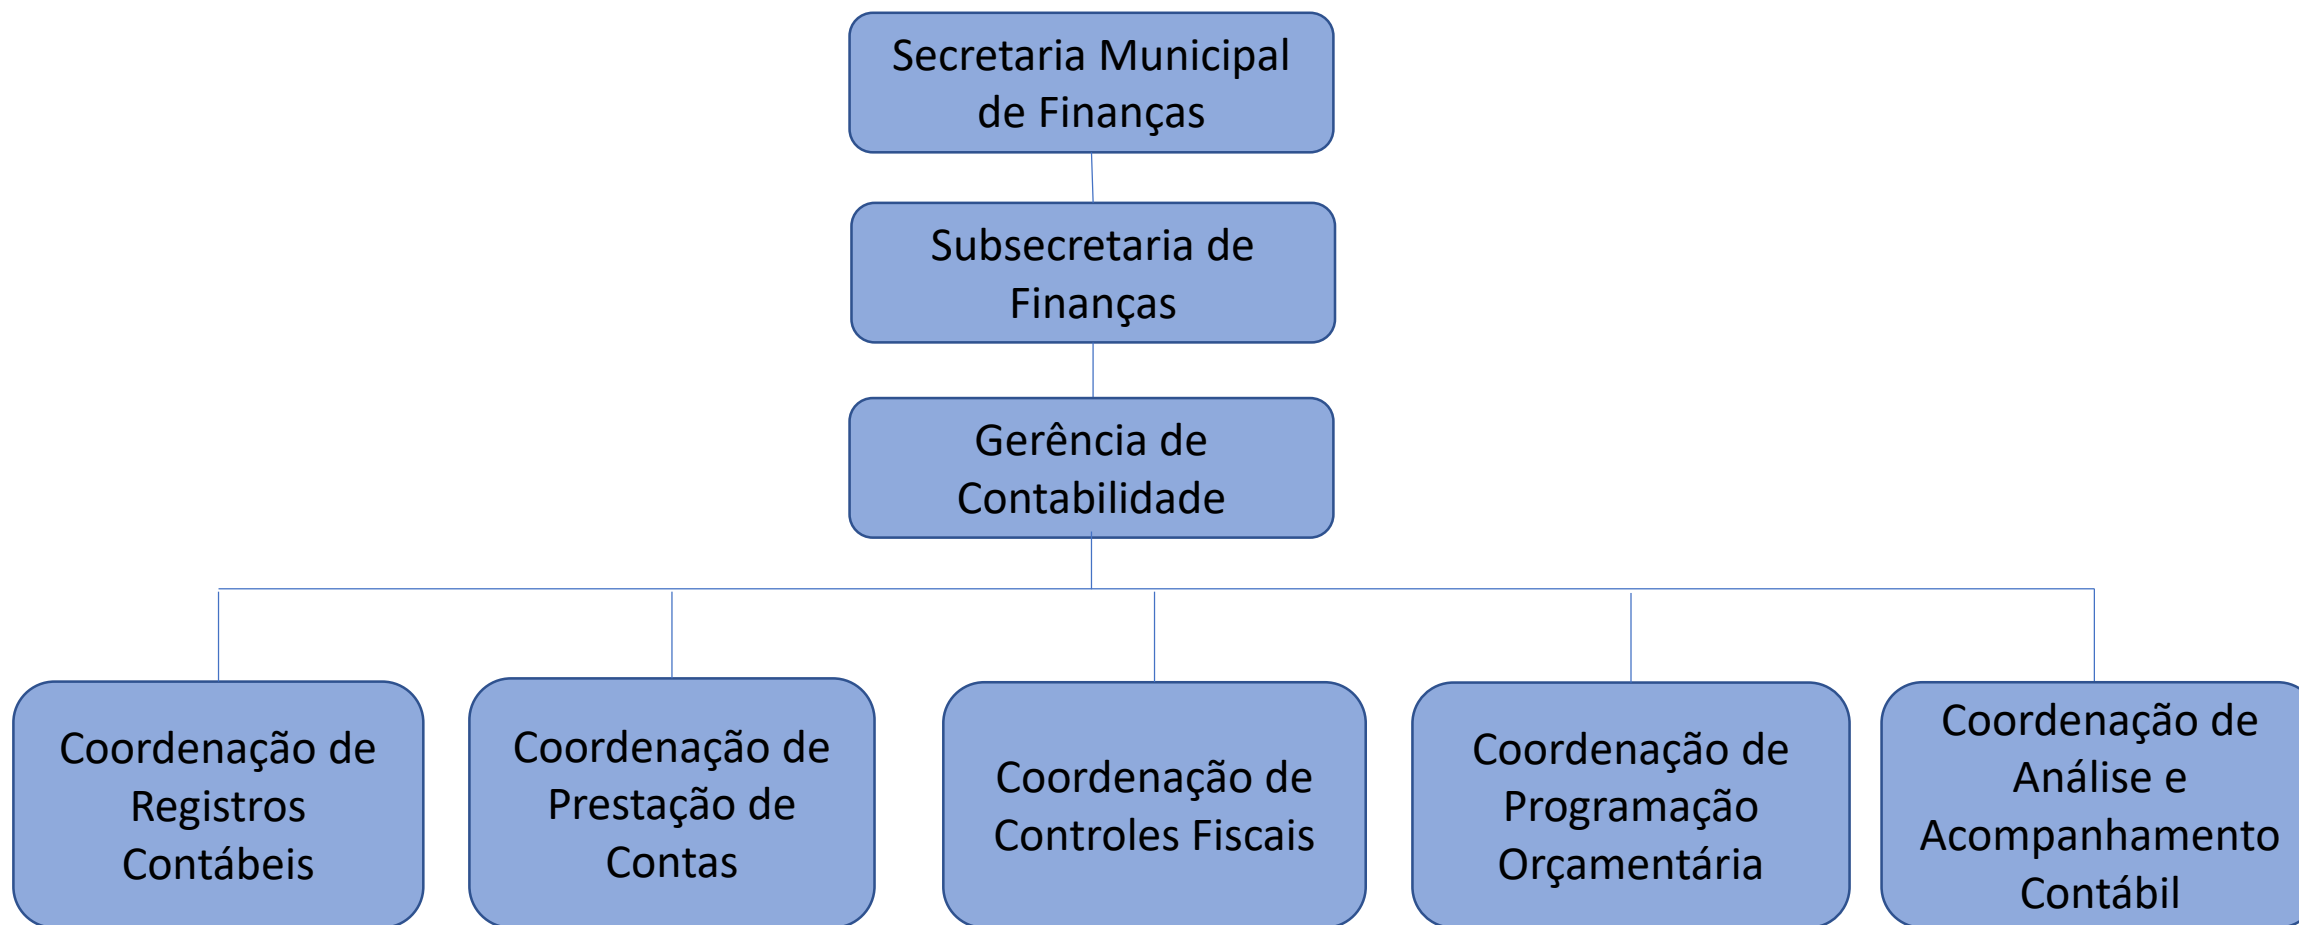 Secretaria Municipal
de Finanças
Subsecretaria de
Finanças
Gerência de
Contabilidade
Coordenação de
Registros
Contábeis
Coordenação de
Prestação de
Contas
Coordenação de
Controles Fiscais
Coordenação de
Programação
Orçamentária
Coordenação de
Análise e
Acompanhamento
Contábil